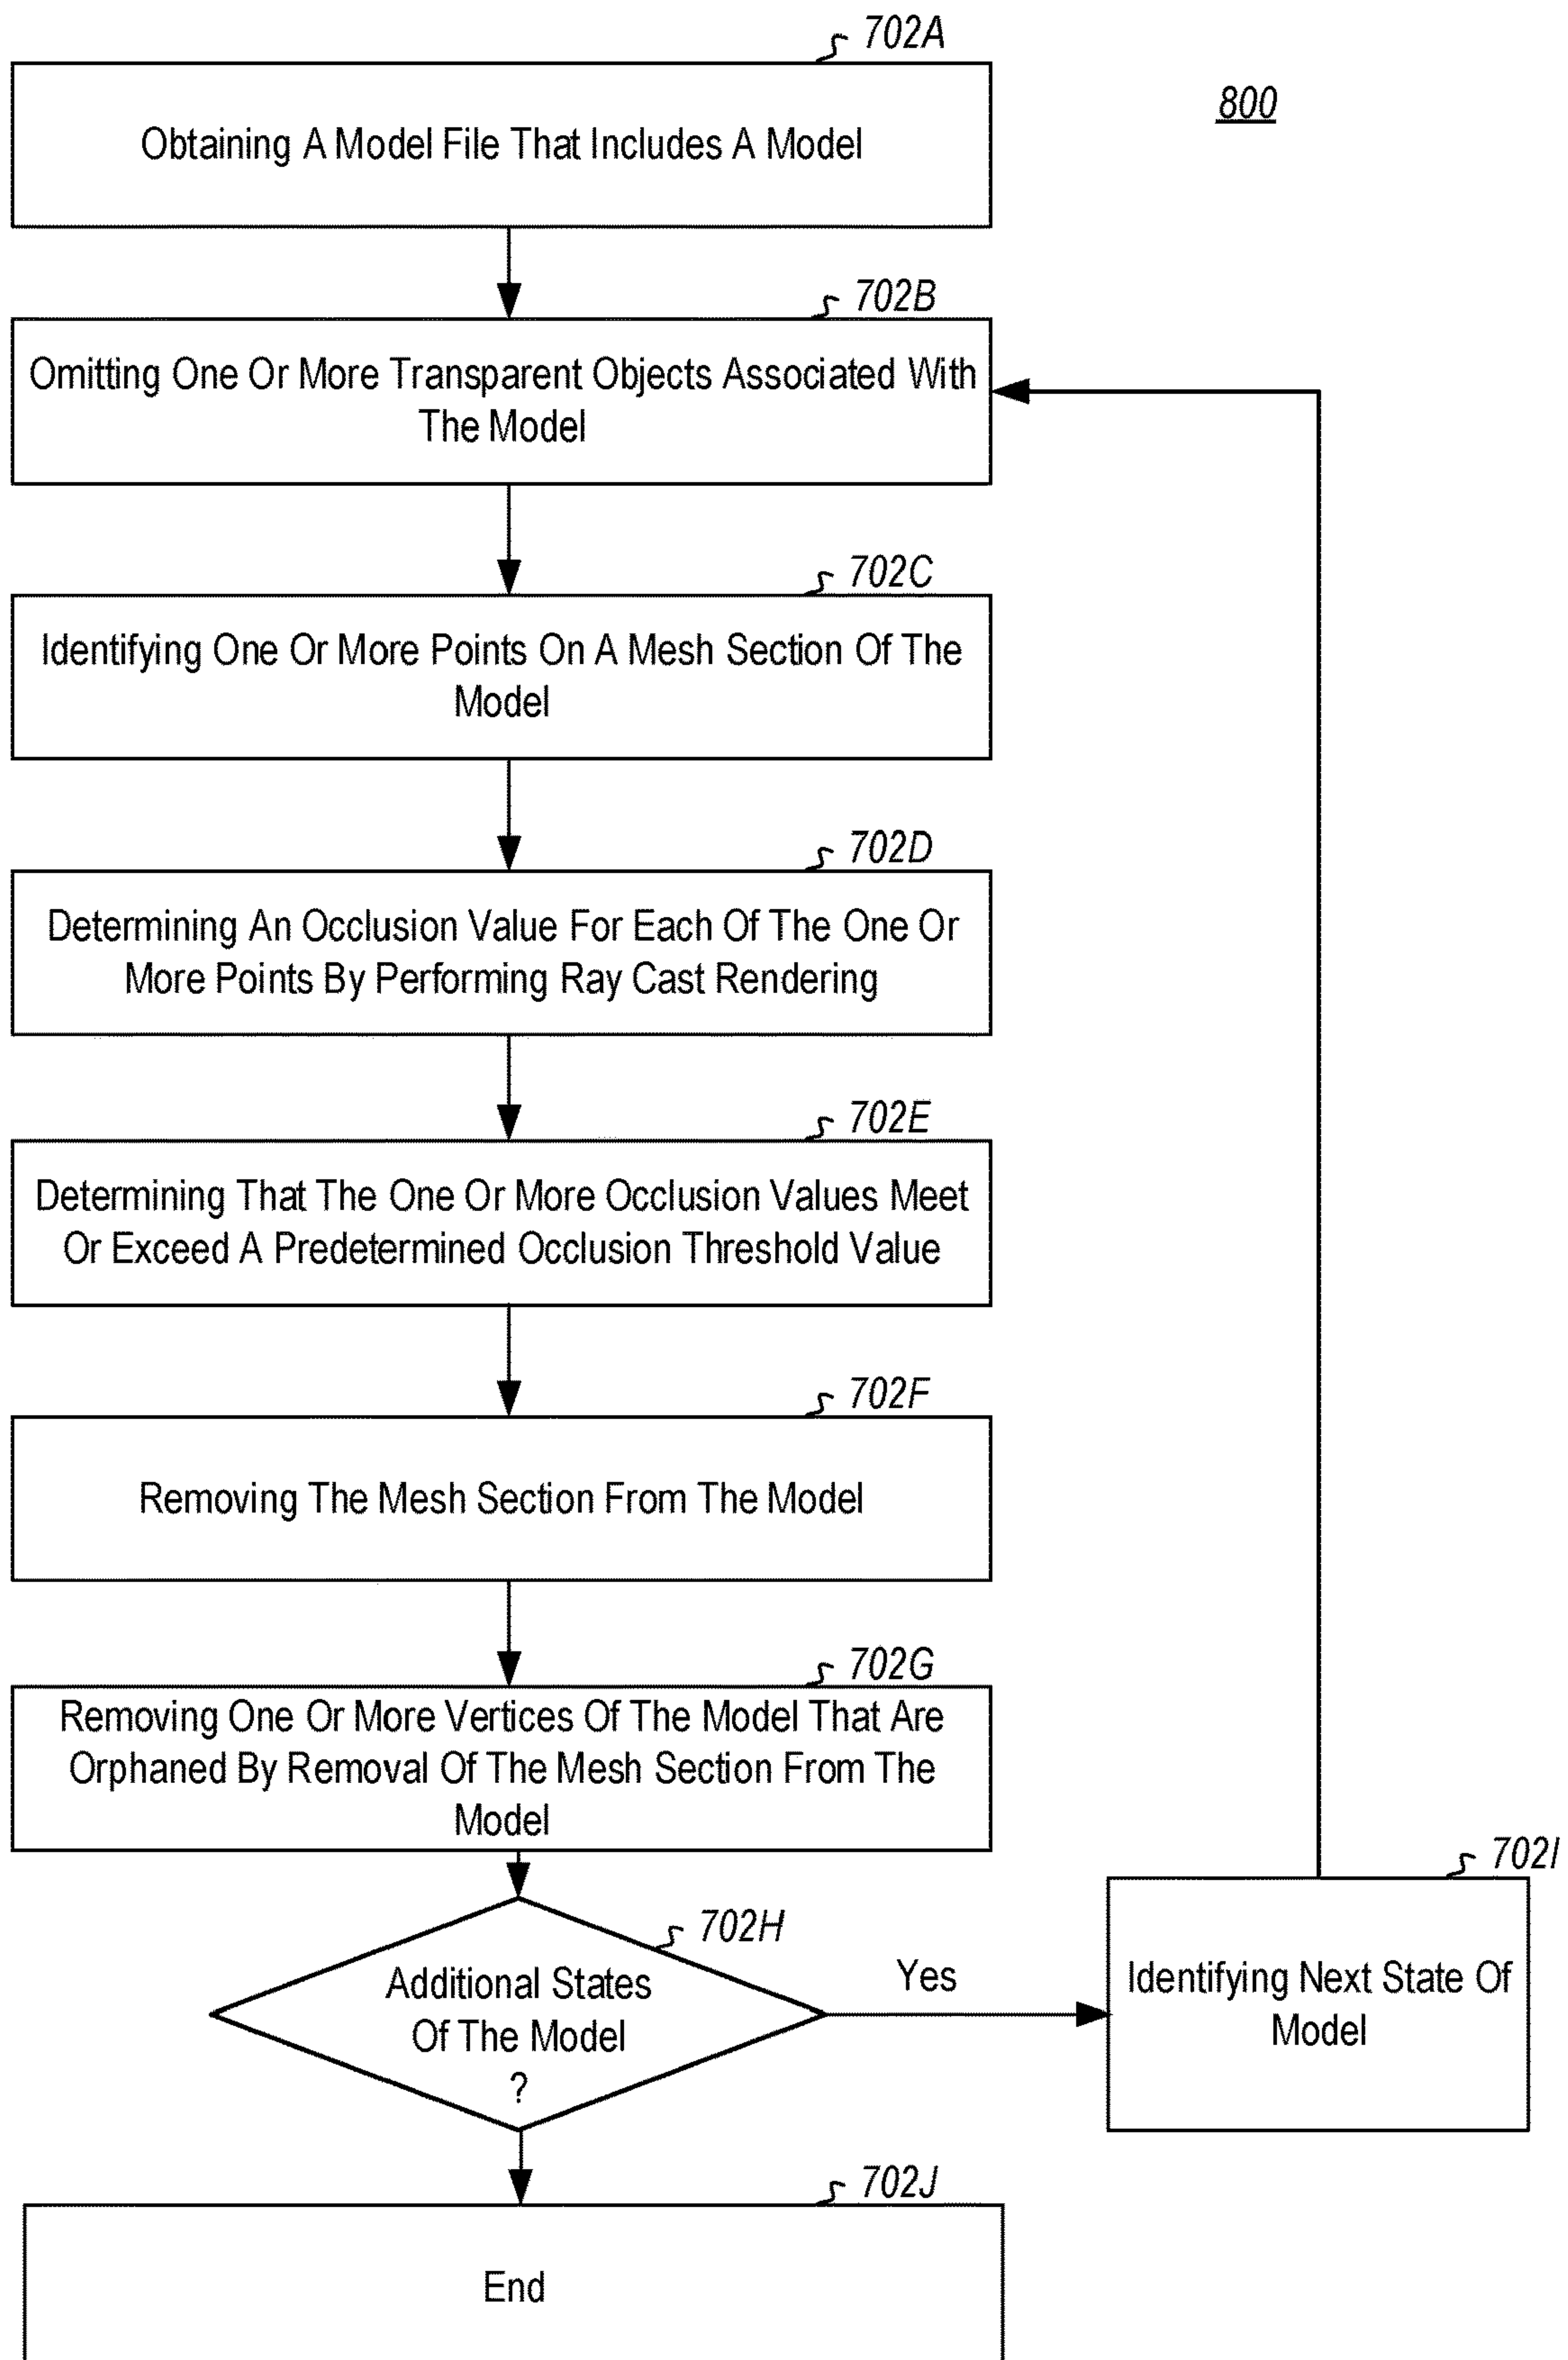 702A
800
Obtaining A Model File That Includes A Model
702B
Omitting One Or More Transparent Objects Associated With
The Model
702C
Identifying One Or More Points On A Mesh Section Of The
Model
702D
Determining An Occlusion Value For Each Of The One Or
More Points By Performing Ray Cast Rendering
702E
Determining That The One Or More Occlusion Values Meet
Or Exceed A Predetermined Occlusion Threshold Value
702F
Removing The Mesh Section From The Model
702G
Removing One Or More Vertices Of The Model That Are
Orphaned By Removal Of The Mesh Section From The
Model
702H
Additional States
Of The Model
?
Yes
702I
Identifying Next State Of
Model
702J
End